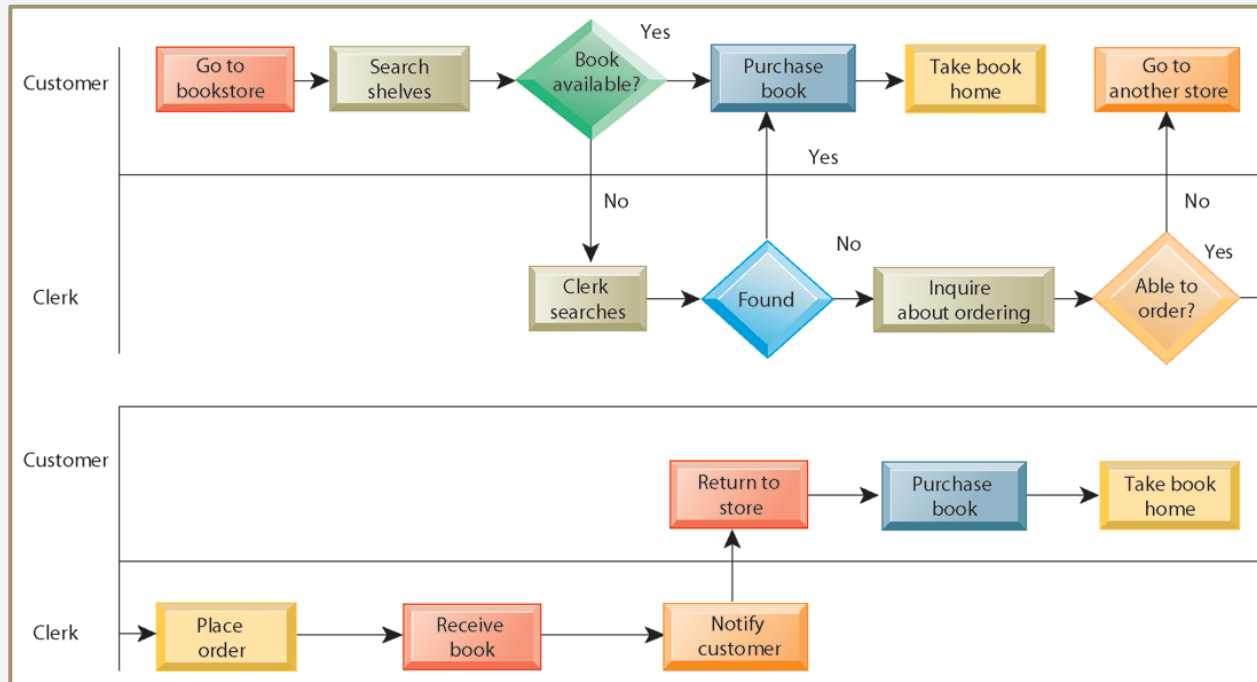 Yes
Customer
Go to
bookstore
Search
shelves
Book
available?
Purchase
book
Take book
home
Go to
another store
Yes
No
No
No
Yes
Clerk
Clerk
searches
Found
Inquire
about ordering
Able to
order?
Customer
Return to
store
Purchase
book
Take book
home
Clerk
Place
order
Receive
book
Notify
customer